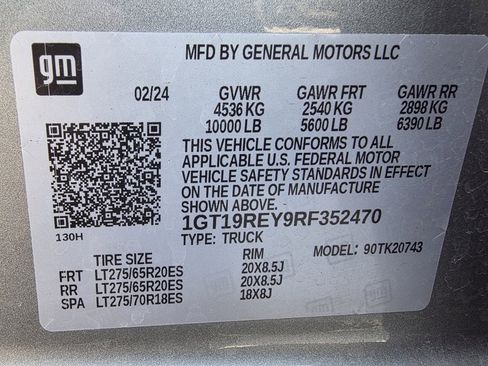 gm
MFD BY GENERAL MOTORS LLC
02/24 GVWR GAWR FRT GAWR RR
4536 KG 2540 KG 2898 KG
10000 LB 5600 LB 6390 LB
THIS VEHICLE CONFORMS TO ALL
APPLICABLE U.S. FEDERAL MOTOR
VEHICLE SAFETY STANDARDS IN EFFECT
ON THE DATE OF MANUFACTURE
SHOWN ABOVE.
1GT19REY9RF352470
130H
TYPE: TRUCK MODEL: 90TK20743
TIRE SIZE RIM
FRT LT275/65R20ES 20X8.5J
RR LT275/65R20ES 20X8.5J
SPA LT275/70R18ES 18X8J